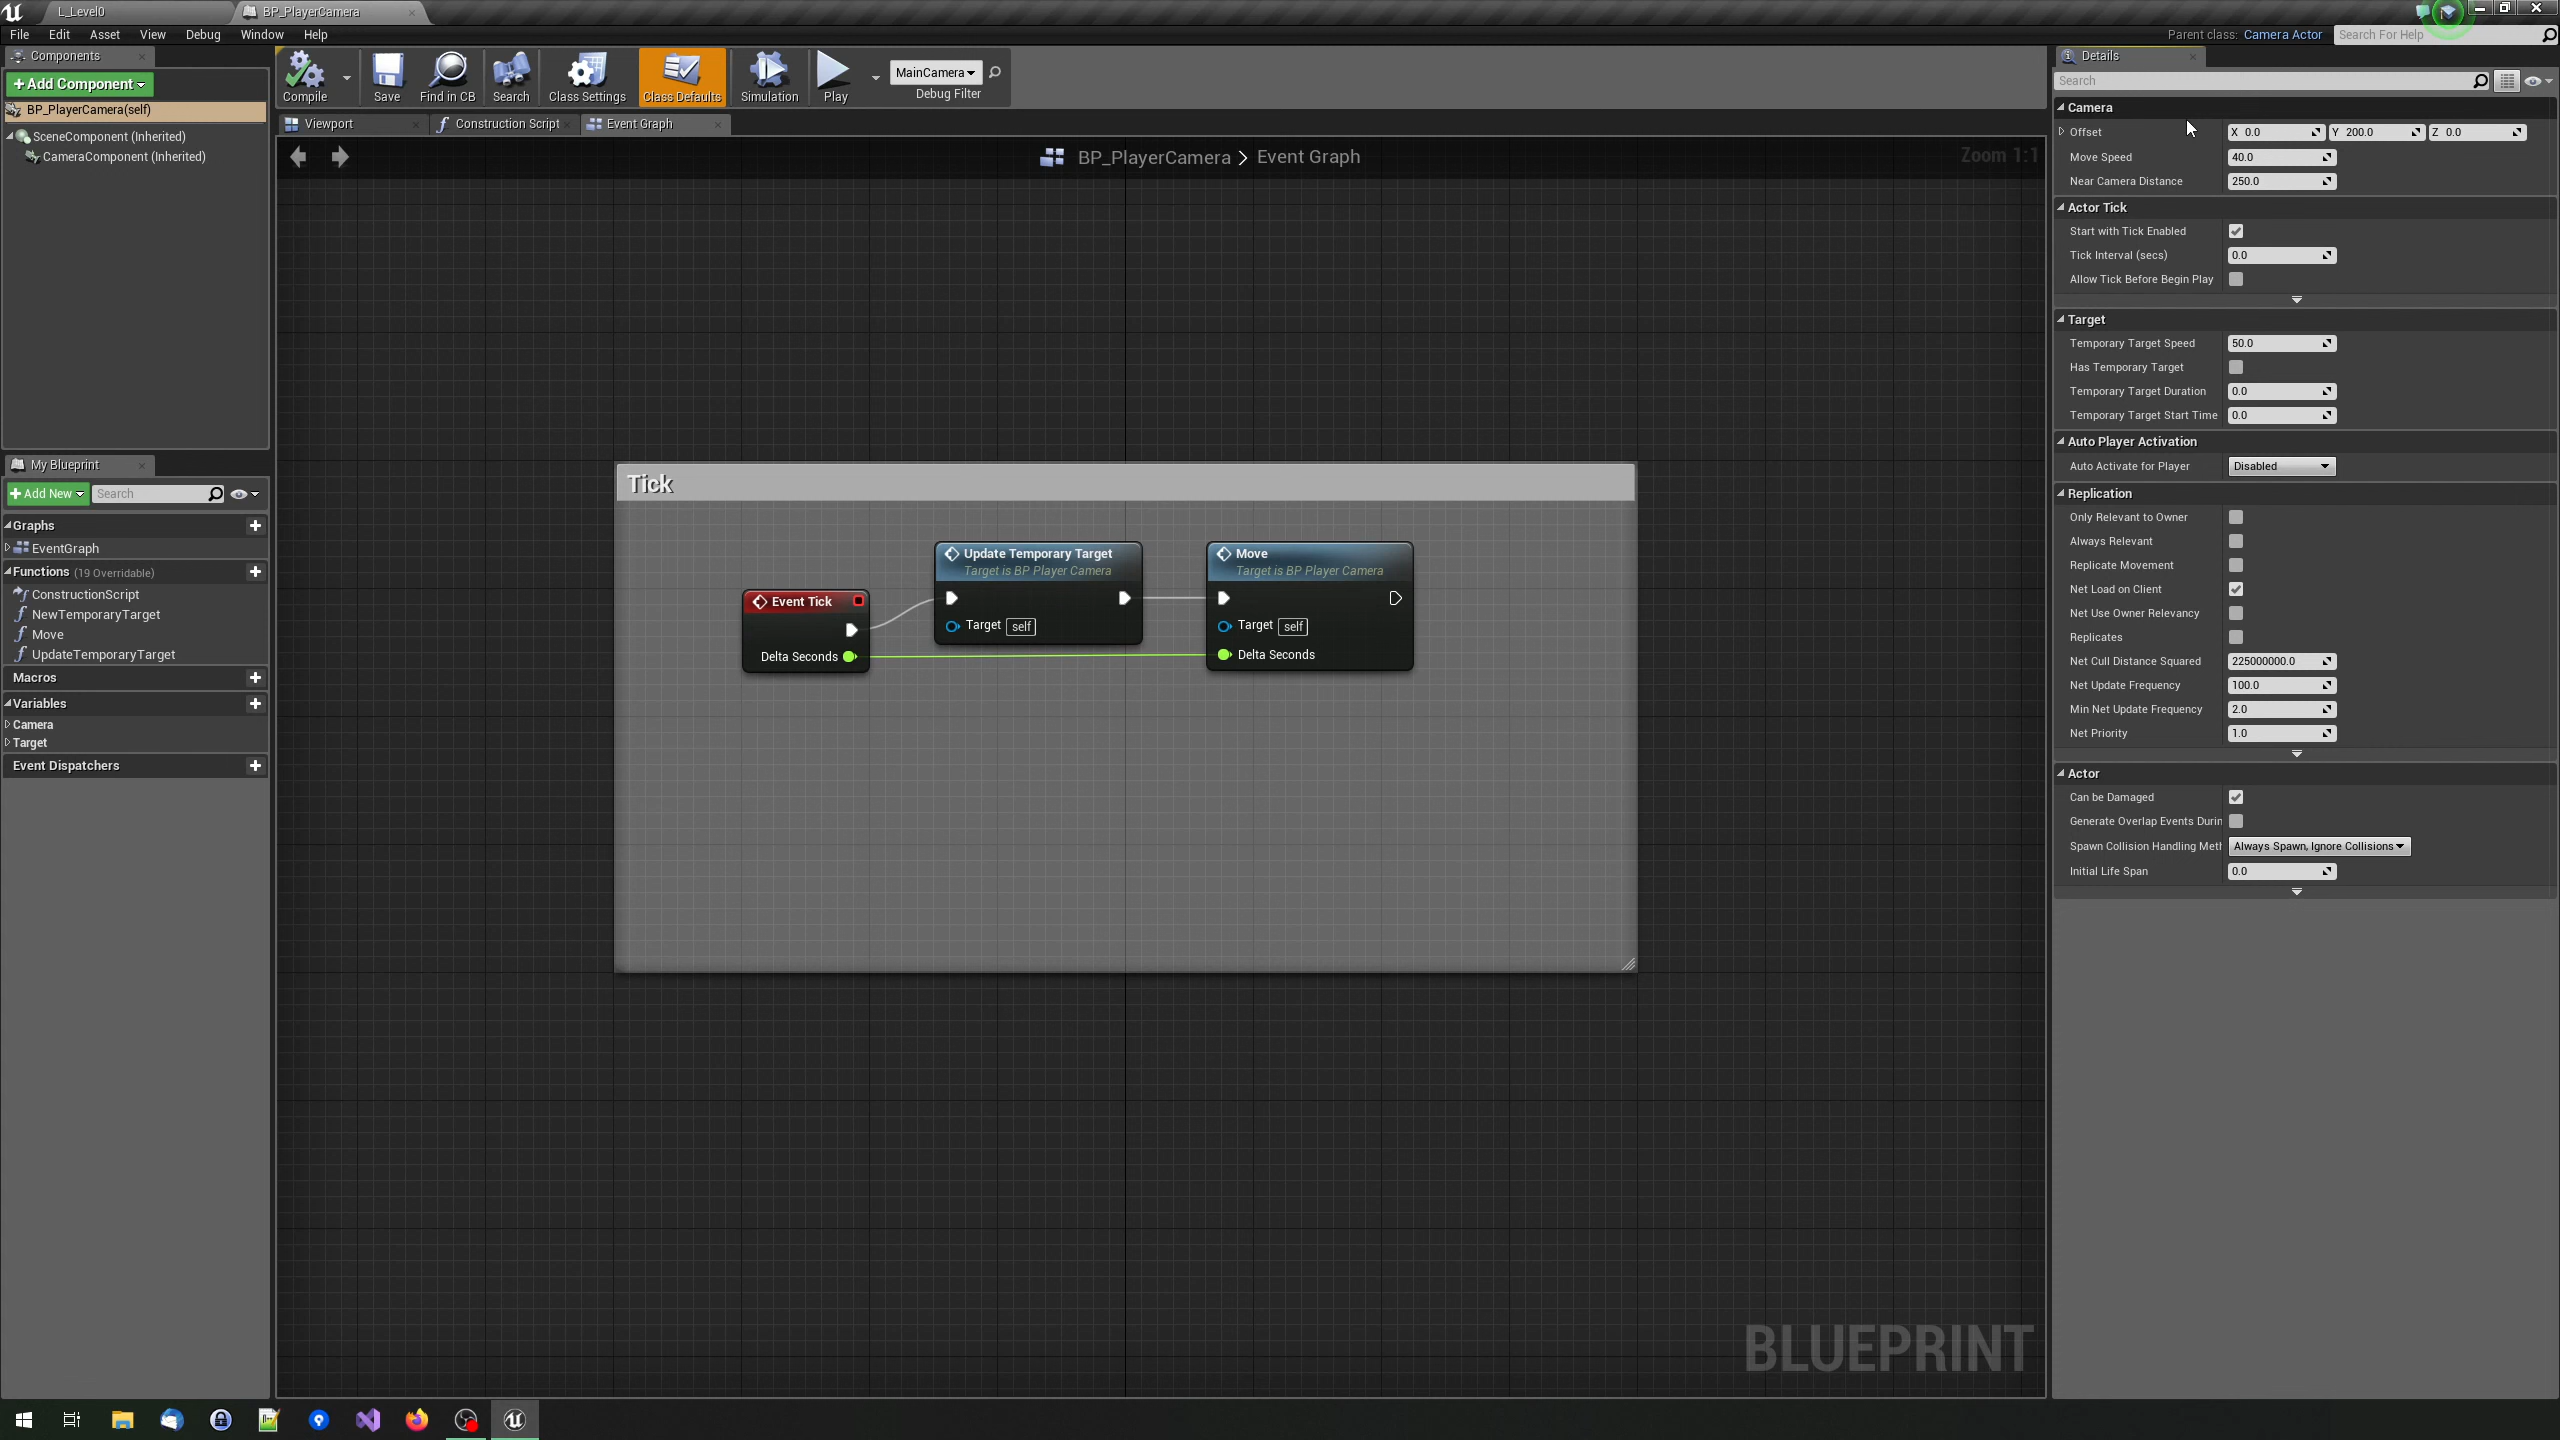 L_Level0
BP_PlayerCamera
File Edit Asset View Debug Window Help
Parent class: Camera Actor
Search For Help
Components
+Add Component
BP_PlayerCamera(self)
SceneComponent (Inherited)
CameraComponent (Inherited)
Compile
Save
Find in CB
Search
Class Settings
Class Defaults
Simulation
Play
MainCamera
Debug Filter
Viewport
Construction Script
Event Graph
BP_PlayerCamera > Event Graph
Zoom 1:1
Tick
Event Tick
Delta Seconds
Update Temporary Target
Target is BP Player Camera
Target self
Move
Target is BP Player Camera
Target self
Delta Seconds
BLUEPRINT
My Blueprint
+Add New
Search
Graphs
EventGraph
Functions (19 Overridable)
ConstructionScript
NewTemporaryTarget
Move
UpdateTemporaryTarget
Macros
Variables
Camera
Target
Event Dispatchers
Details
Search
Camera
Offset X 0.0 Y 200.0 Z 0.0
Move Speed 40.0
Near Camera Distance 250.0
Actor Tick
Start with Tick Enabled
Tick Interval (secs) 0.0
Allow Tick Before Begin Play
Target
Temporary Target Speed 50.0
Has Temporary Target
Temporary Target Duration 0.0
Temporary Target Start Time 0.0
Auto Player Activation
Auto Activate for Player Disabled
Replication
Only Relevant to Owner
Always Relevant
Replicate Movement
Net Load on Client
Net Use Owner Relevancy
Replicates
Net Cull Distance Squared 225000000.0
Net Update Frequency 100.0
Min Net Update Frequency 2.0
Net Priority 1.0
Actor
Can be Damaged
Generate Overlap Events Durin
Spawn Collision Handling Meth Always Spawn, Ignore Collisions
Initial Life Span 0.0